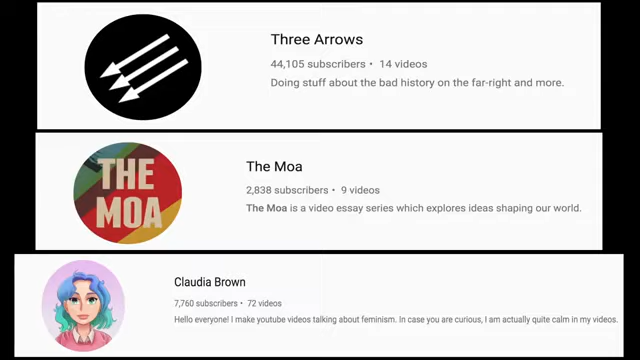 Three Arrows
44,105 subscribers • 14 videos
Doing stuff about the bad history on the far-right and more.
THE
MOA
The Moa
2,838 subscribers • 9 videos
The Moa is a video essay series which explores ideas shaping our world.
Claudia Brown
7,760 subscribers • 72 videos
Hello everyone! I make youtube videos talking about feminism. In case you are curious, I am actually quite calm in my videos.